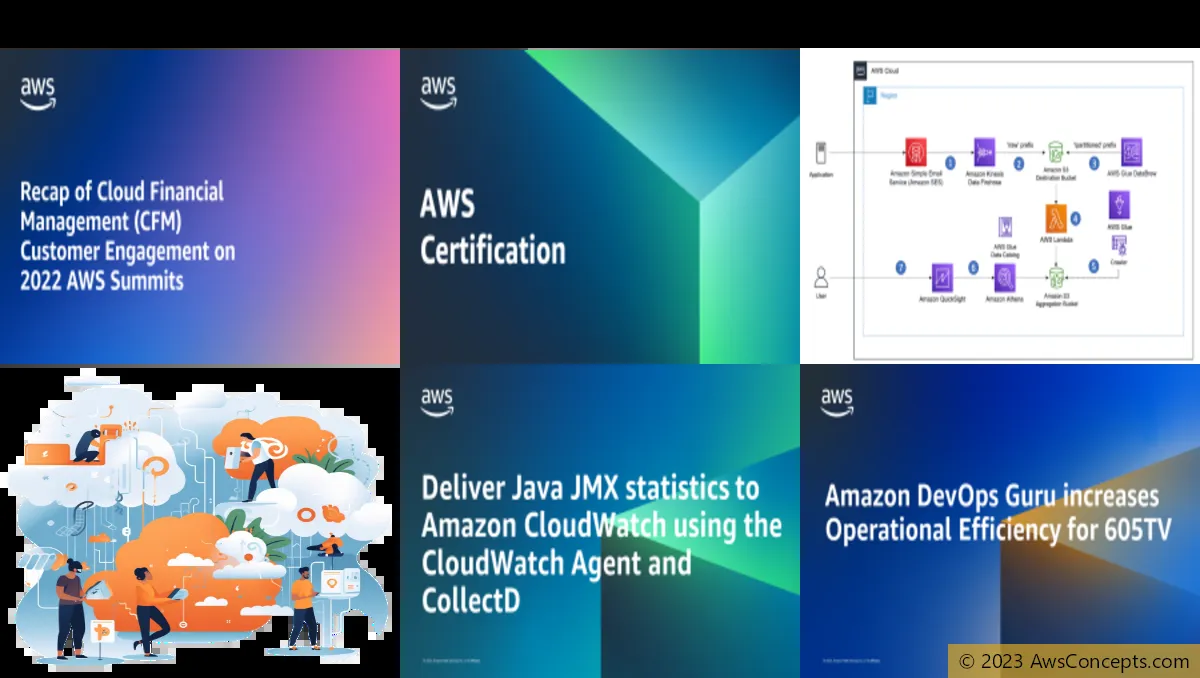 aws
Recap of Cloud Financial
Management (CFM)
Customer Engagement on
2022 AWS Summits
aws
AWS
Certification
AWS Cloud
Region
Application
Amazon Simple Email
Service (Amazon SES)
1
Amazon Kinesis
Data Firehose
"raw" prefix
2
Amazon S3
Destination Bucket
"partitioned" prefix
3
AWS Glue DataBrew
AWS Lambda
4
AWS Glue
AWS Glue
Data Catalog
Crawler
5
User
7
Amazon QuickSight
6
Amazon Athena
Amazon S3
Aggregation Bucket
aws
Deliver Java JMX statistics to
Amazon CloudWatch using the
CloudWatch Agent and
CollectD
aws
Amazon DevOps Guru increases
Operational Efficiency for 605TV
© 2023 AwsConcepts.com